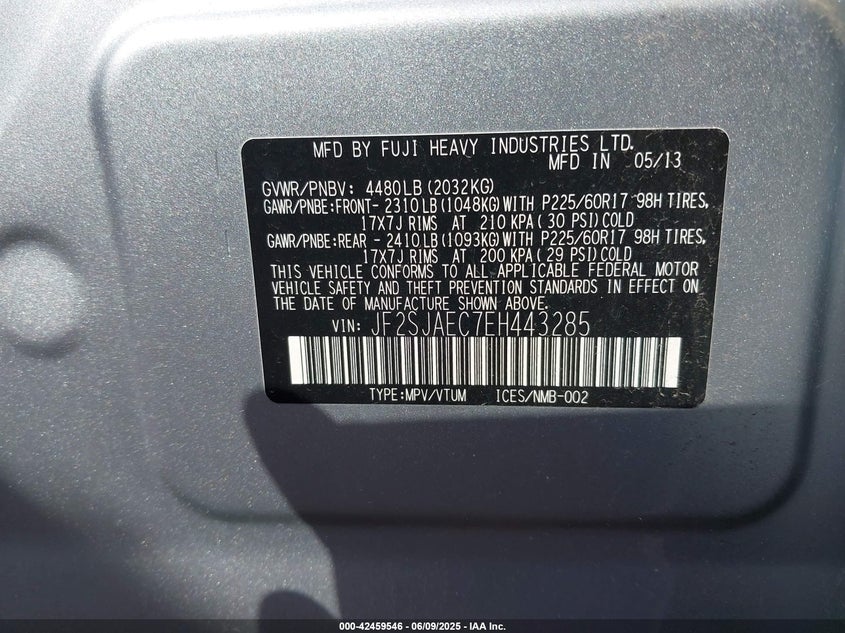 MFD BY FUJI HEAVY INDUSTRIES LTD.
MFD IN 05/13
GVWR/PNBV: 4480LB(2032KG)
GAWR/PNBE:FRONT-2310LB(1048KG)WITH P225/60R17 98H TIRES,
17X7J RIMS AT 210 KPA(30 PSI)COLD
GAWR/PNBE:REAR -2410LB(1093KG)WITH P225/60R17 98H TIRES,
17X7J RIMS AT 200 KPA(29 PSI)COLD
THIS VEHICLE CONFORMS TO ALL APPLICABLE FEDERAL MOTOR
VEHICLE SAFETY AND THEFT PREVENTION STANDARDS IN EFFECT ON
THE DATE OF MANUFACTURE SHOWN ABOVE.
VIN: JF2SJAEC7EH443285
TYPE:MPV/VTUM ICES/NMB-002
000-42459546 - 06/09/2025 - IAA Inc.